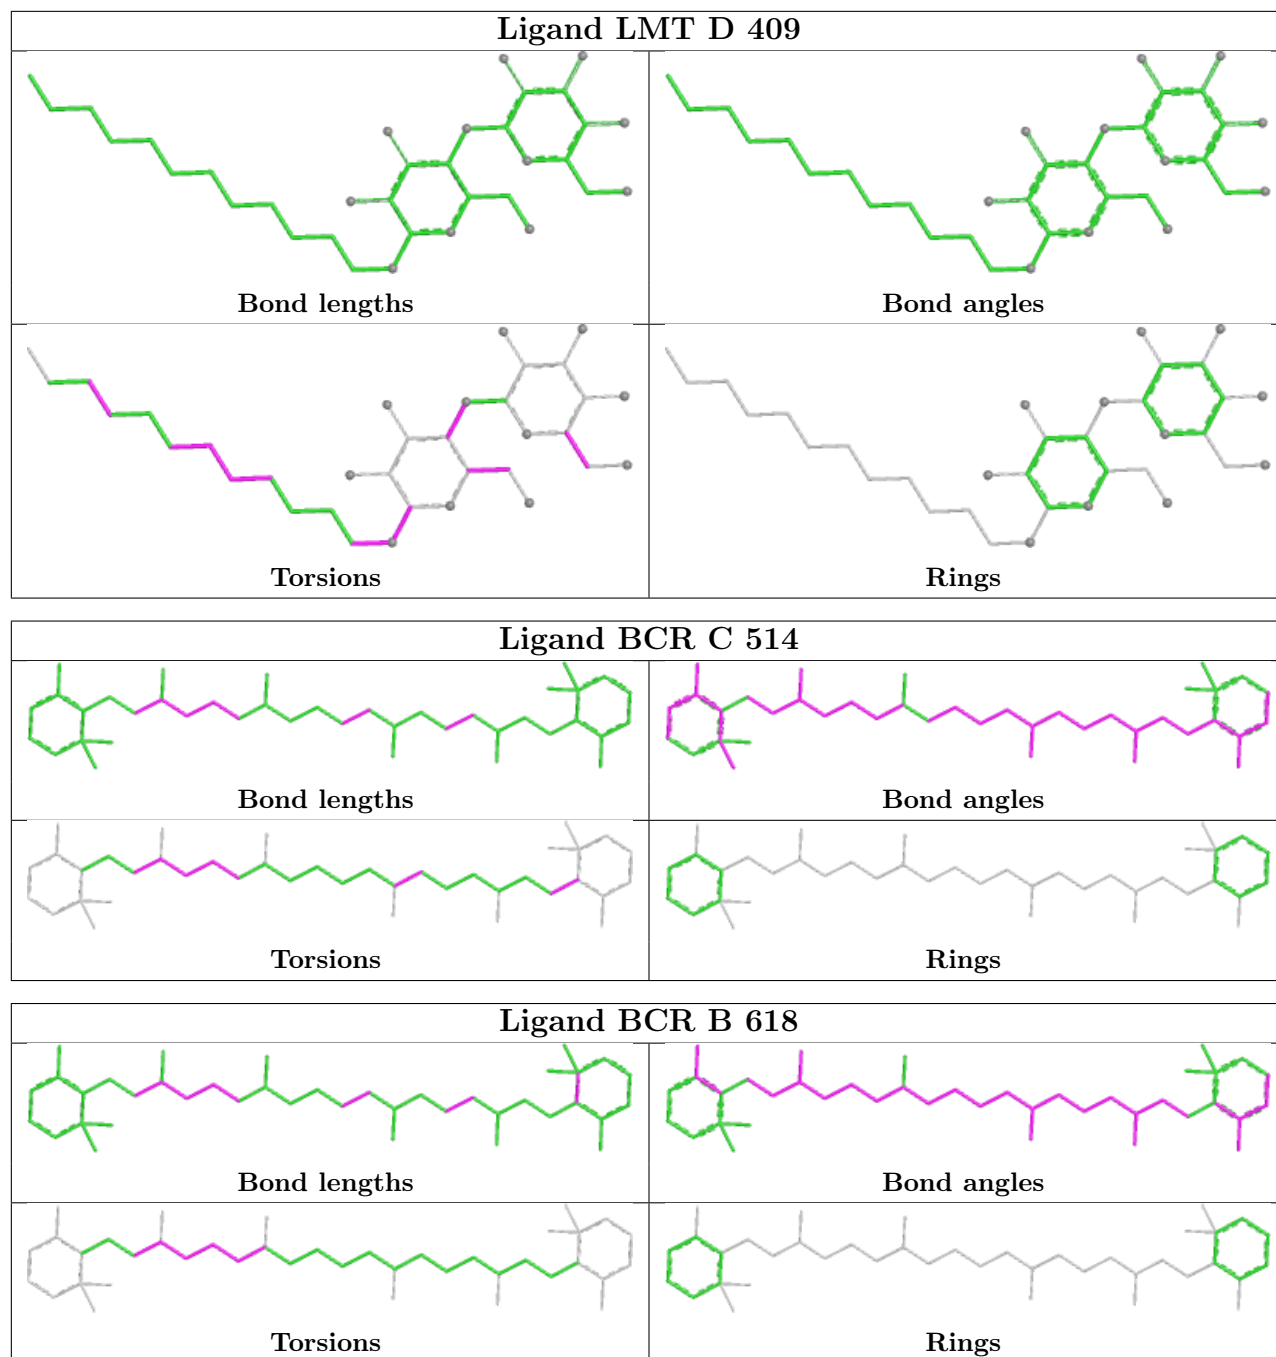 Ligand LMT D 409
Bond lengths
Bond angles
Torsions
Rings
Ligand BCR C 514
Bond lengths
Bond angles
Torsions
Rings
Ligand BCR B 618
Bond lengths
Bond angles
Torsions
Rings